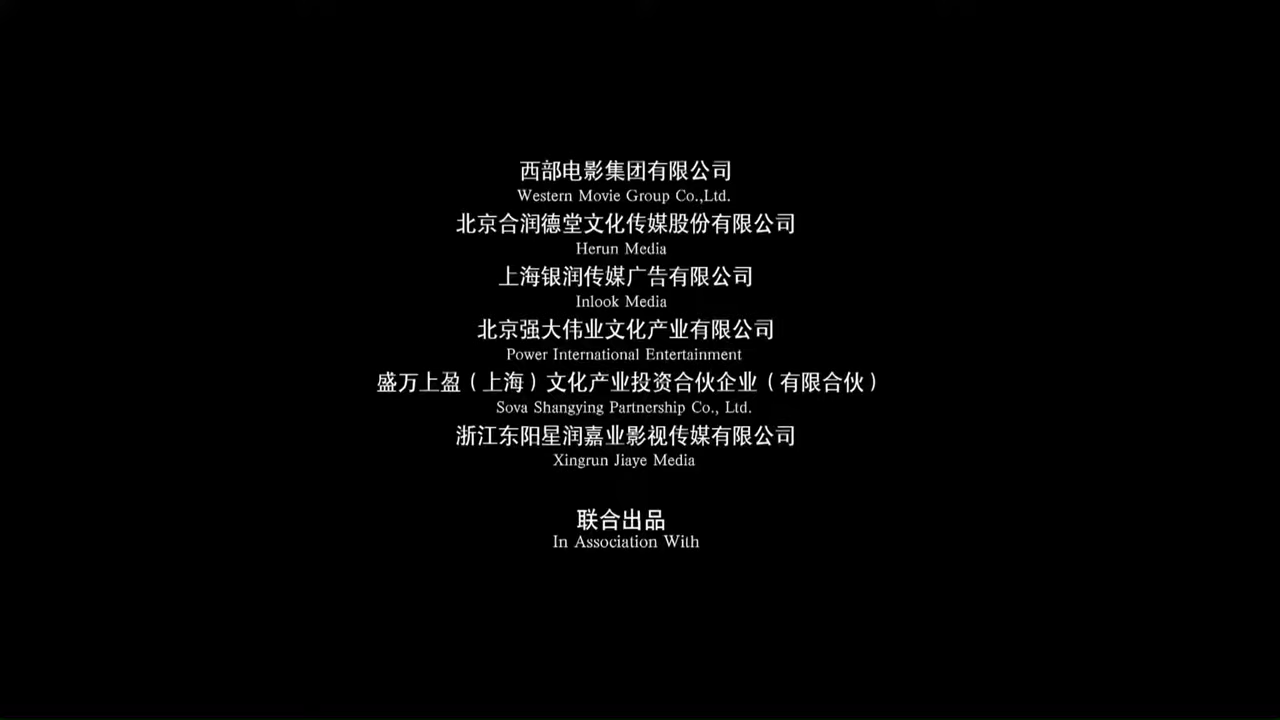 西部电影集团有限公司
Western Movie Group Co.,Ltd.
北京合润德堂文化传媒股份有限公司
Herun Media
上海银润传媒广告有限公司
Inlook Media
北京强大伟业文化产业有限公司
Power International Entertainment
盛万上盈（上海）文化产业投资合伙企业（有限合伙）
Sova Shangying Partnership Co., Ltd.
浙江东阳星润嘉业影视传媒有限公司
Xingrun Jiaye Media
联合出品
In Association With